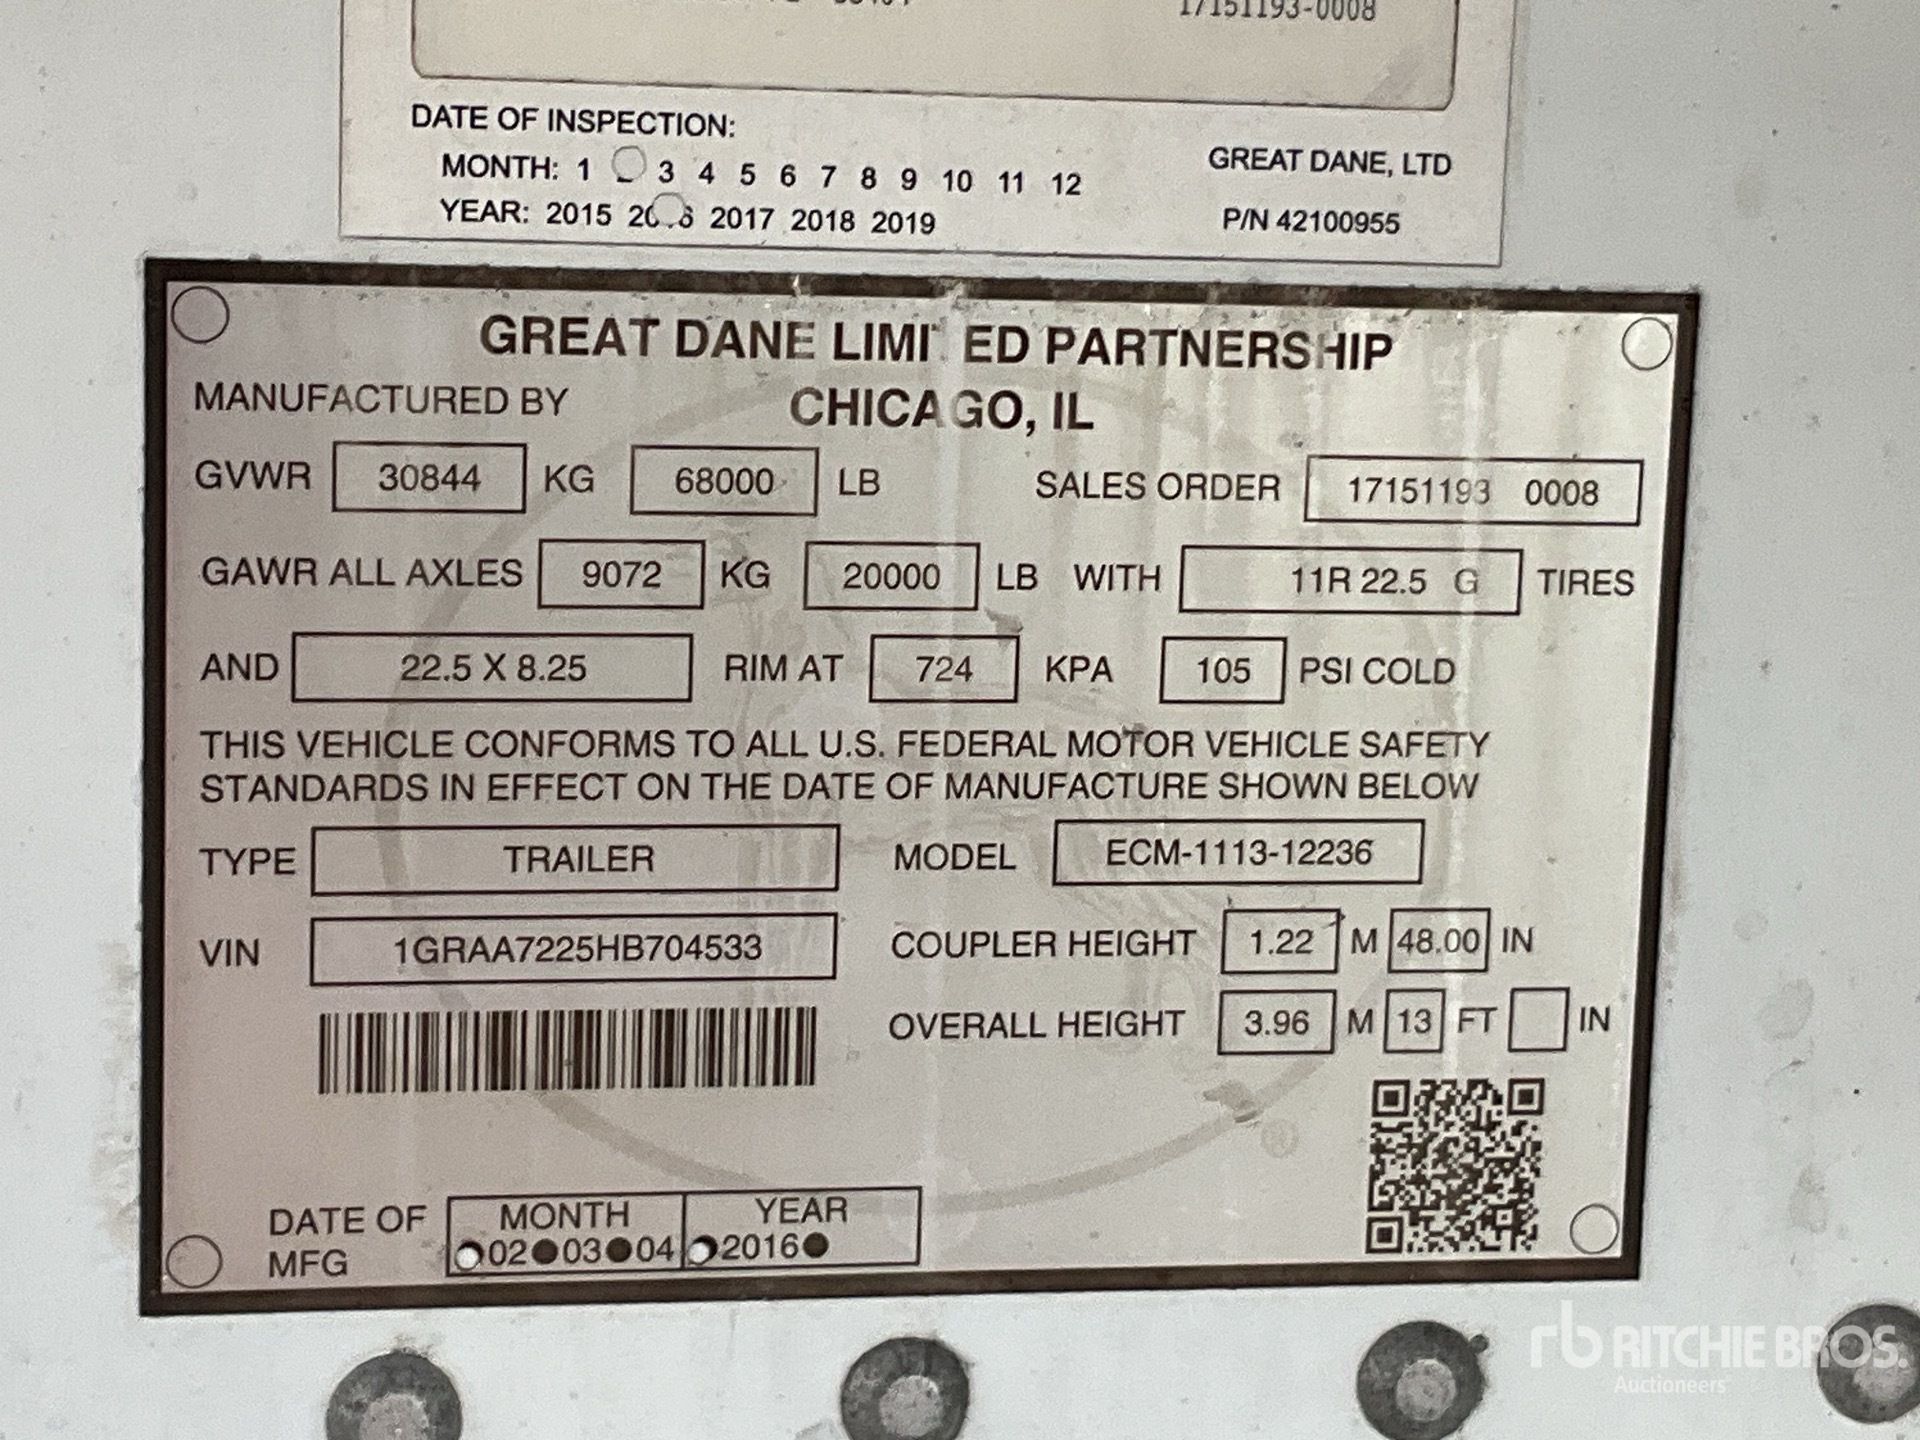 17151193-0008
DATE OF INSPECTION:
MONTH: 1 3 4 5 6 7 8 9 10 11 12
GREAT DANE, LTD
YEAR: 2015 2017 2018 2019
P/N 42100955
GREAT DANE LIMITED PARTNERSHIP
MANUFACTURED BY CHICAGO, IL
GVWR 30844 KG 68000 LB SALES ORDER 17151193 0008
GAWR ALL AXLES 9072 KG 20000 LB WITH 11R 22.5 G TIRES
AND 22.5 X 8.25 RIM AT 724 KPA 105 PSI COLD
THIS VEHICLE CONFORMS TO ALL U.S. FEDERAL MOTOR VEHICLE SAFETY
STANDARDS IN EFFECT ON THE DATE OF MANUFACTURE SHOWN BELOW
TYPE TRAILER MODEL ECM-1113-12236
VIN 1GRAA7225HB704533 COUPLER HEIGHT 1.22 M 48.00 IN
OVERALL HEIGHT 3.96 M 13 FT IN
®
DATE OF MONTH YEAR
MFG 02 03 04 2016
rb RITCHIE BROS.
Auctioneers